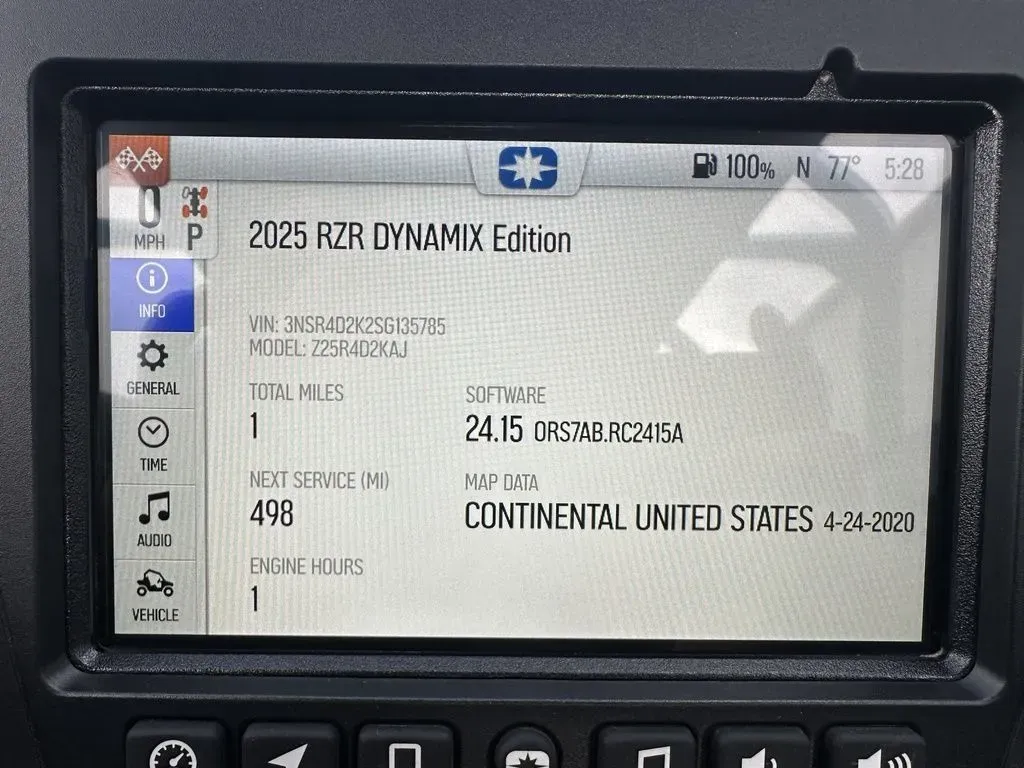 100% N 77° 5:28
0
MPH P
2025 RZR DYNAMIX Edition
INFO
VIN: 3NSR4D2K2SG135785
MODEL: Z25R4D2KAJ
GENERAL
TOTAL MILES SOFTWARE
1 24.15 ORS7AB.RC2415A
TIME
NEXT SERVICE (MI) MAP DATA
498 CONTINENTAL UNITED STATES 4-24-2020
AUDIO
ENGINE HOURS
1
VEHICLE